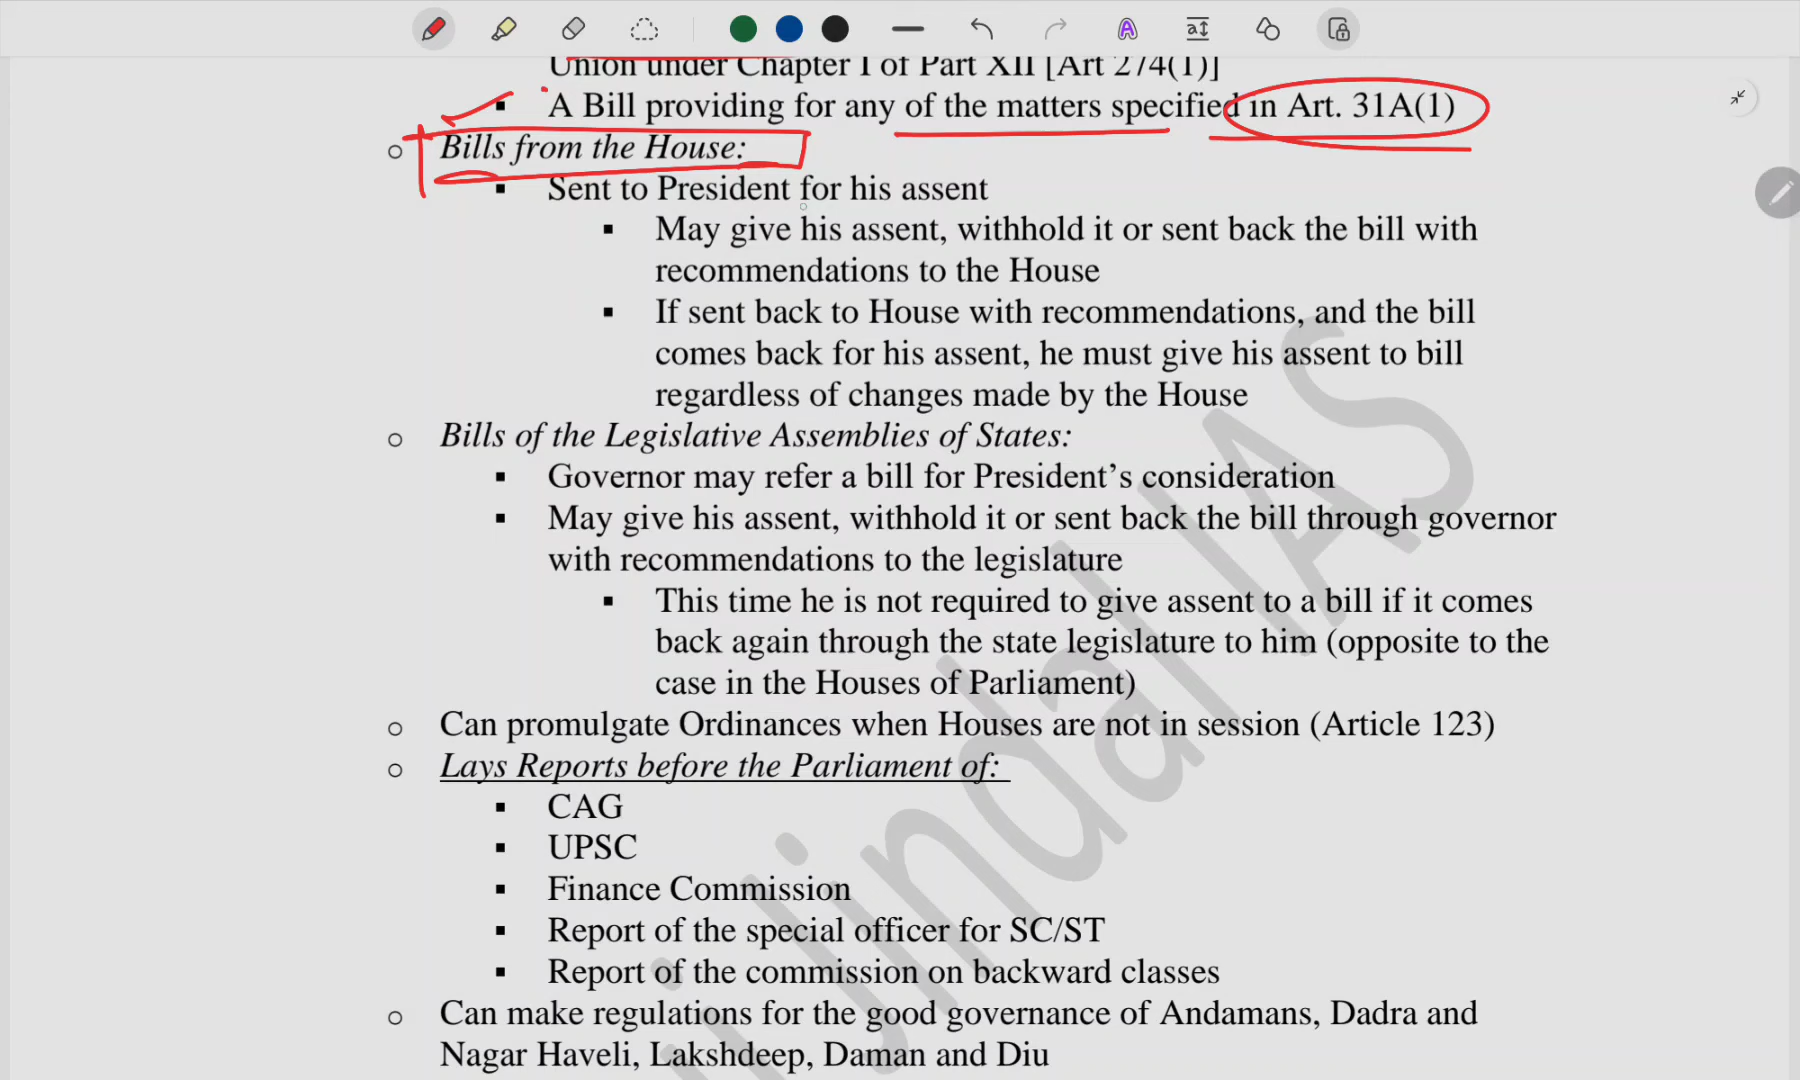 Union under Chapter I of Part XII [Art 274(1)]
▪ A Bill providing for any of the matters specified in Art. 31A(1)
o Bills from the House:
▪ Sent to President for his assent
▪ May give his assent, withhold it or sent back the bill with
recommendations to the House
▪ If sent back to House with recommendations, and the bill
comes back for his assent, he must give his assent to bill
regardless of changes made by the House
o Bills of the Legislative Assemblies of States:
▪ Governor may refer a bill for President’s consideration
▪ May give his assent, withhold it or sent back the bill through governor
with recommendations to the legislature
▪ This time he is not required to give assent to a bill if it comes
back again through the state legislature to him (opposite to the
case in the Houses of Parliament)
o Can promulgate Ordinances when Houses are not in session (Article 123)
o Lays Reports before the Parliament of:
▪ CAG
▪ UPSC
▪ Finance Commission
▪ Report of the special officer for SC/ST
▪ Report of the commission on backward classes
o Can make regulations for the good governance of Andamans, Dadra and
Nagar Haveli, Lakshdeep, Daman and Diu
IAS